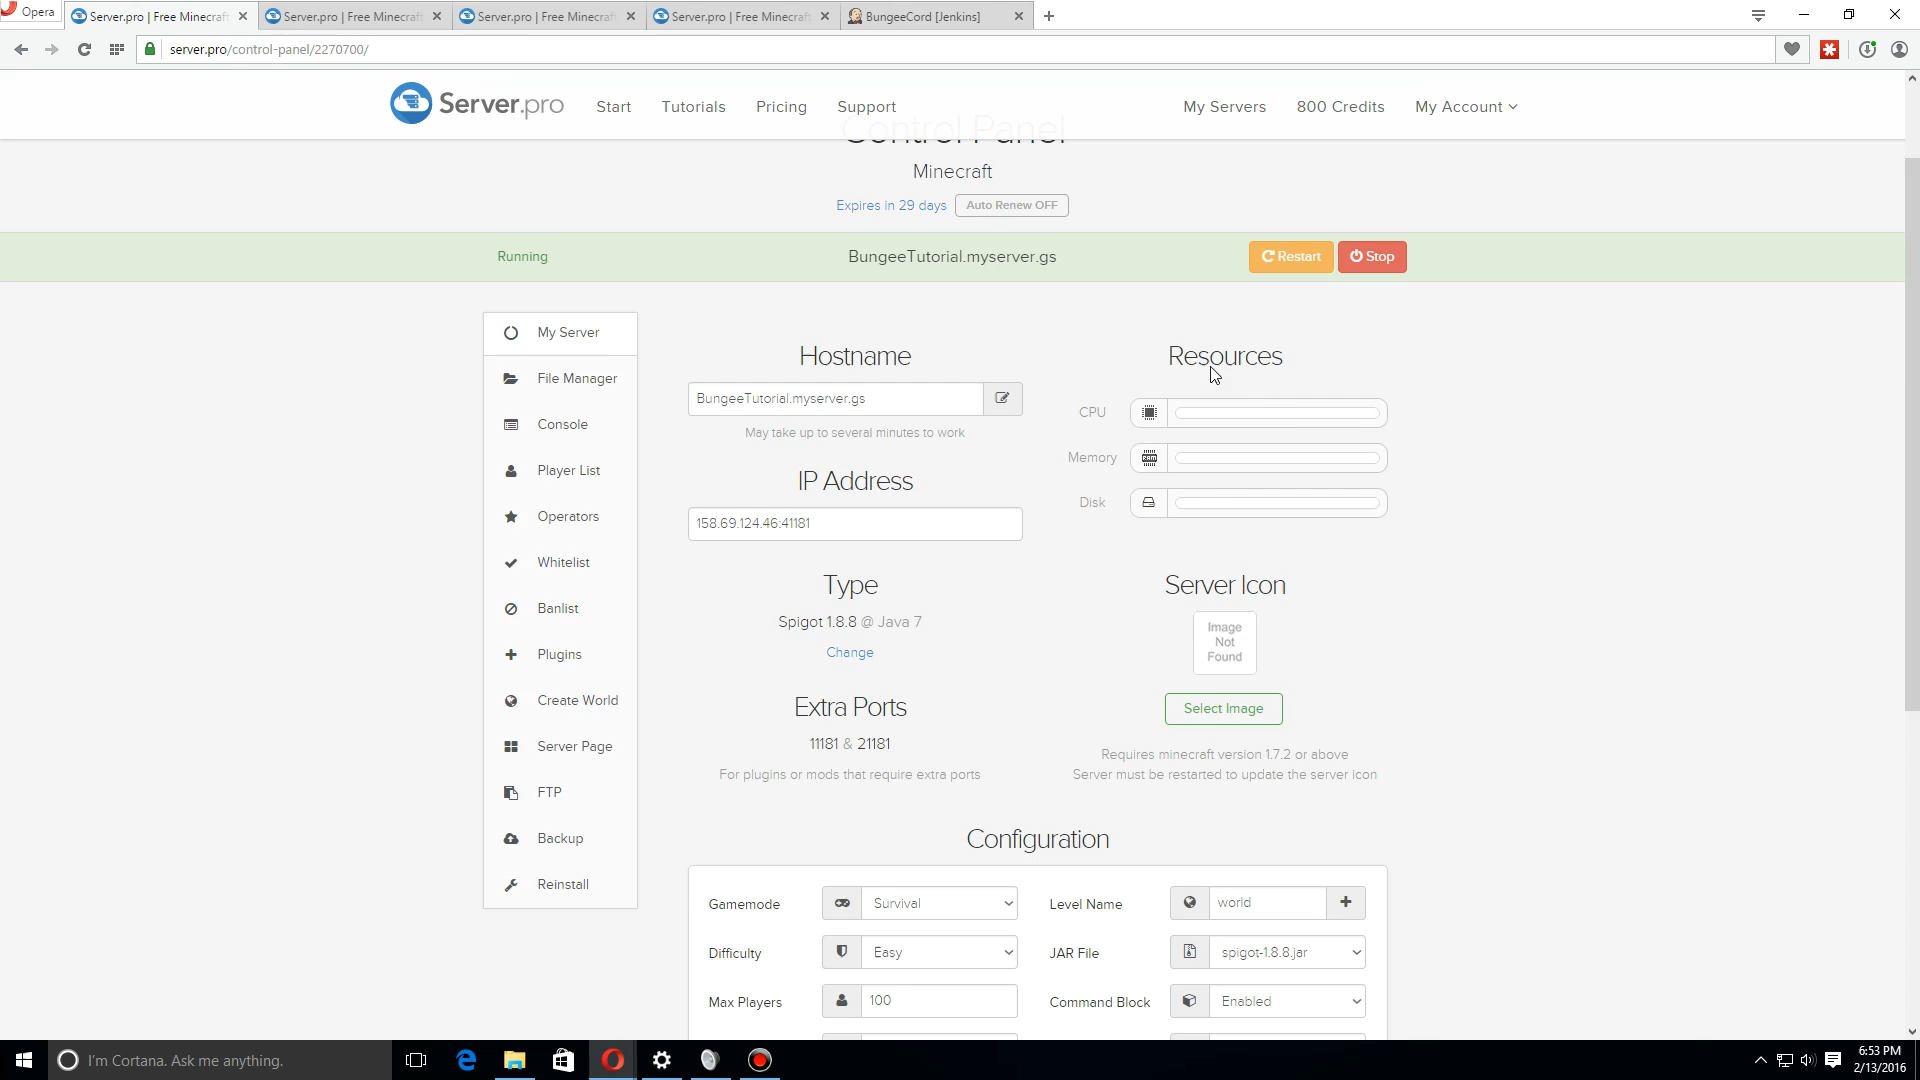 Opera
Server.pro | Free Minecraft
Server.pro | Free Minecraft
Server.pro | Free Minecraft
Server.pro | Free Minecraft
BungeeCord [Jenkins]
server.pro/control-panel/2270700/
Server.pro
Start
Tutorials
Pricing
Support
My Servers
800 Credits
My Account
Control Panel
Minecraft
Expires in 29 days
Auto Renew OFF
Running
BungeeTutorial.myserver.gs
Restart
Stop
My Server
File Manager
Console
Player List
Operators
Whitelist
Banlist
Plugins
Create World
Server Page
FTP
Backup
Reinstall
Hostname
BungeeTutorial.myserver.gs
May take up to several minutes to work
IP Address
158.69.124.46:41181
Type
Spigot 1.8.8 @ Java 7
Change
Extra Ports
11181 & 21181
For plugins or mods that require extra ports
Resources
CPU
Memory
RAM
Disk
Server Icon
Image
Not
Found
Select Image
Requires minecraft version 1.7.2 or above
Server must be restarted to update the server icon
Configuration
Gamemode
Survival
Level Name
world
Difficulty
Easy
JAR File
spigot-1.8.8.jar
Max Players
100
Command Block
Enabled
I'm Cortana. Ask me anything.
6:53 PM
2/13/2016